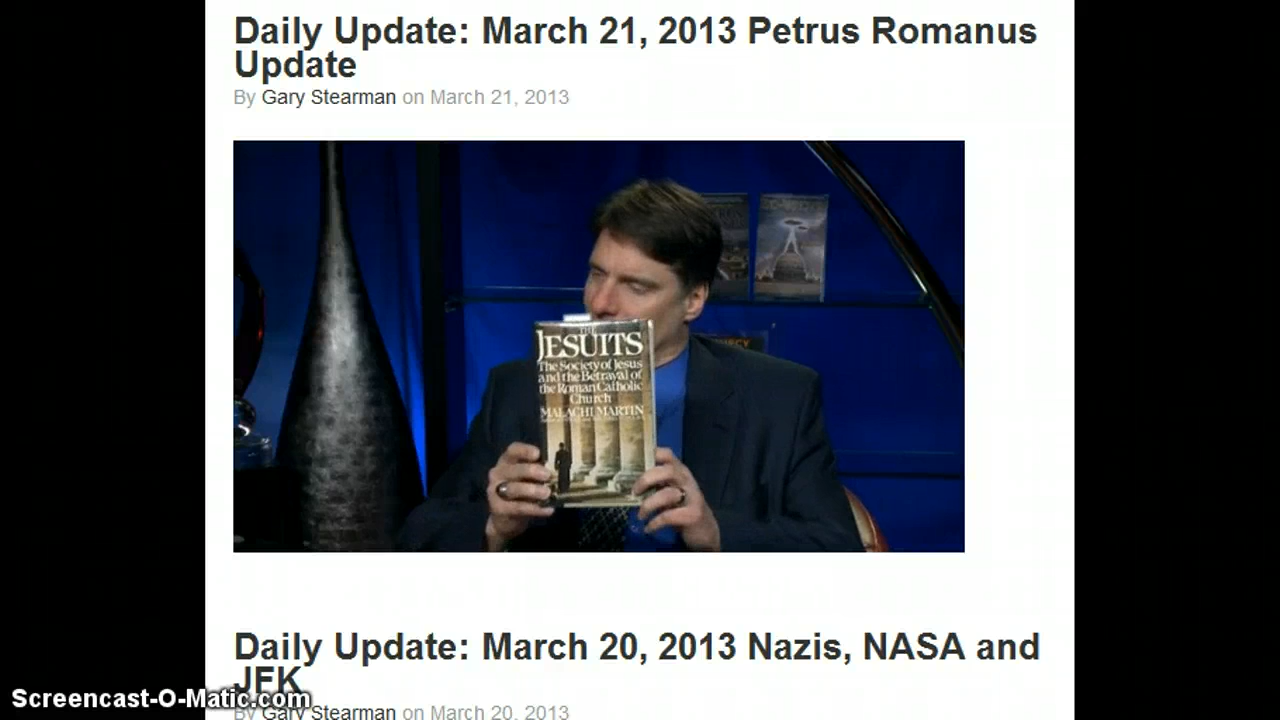 Daily Update: March 21, 2013 Petrus Romanus
Update
By Gary Stearman on March 21, 2013
THE
JESUITS
The Society of Jesus
and the Betrayal of
the Roman Catholic
Church
MALACHI MARTIN
Daily Update: March 20, 2013 Nazis, NASA and
JFK
By Gary Stearman on March 20, 2013
Screencast-O-Matic.com